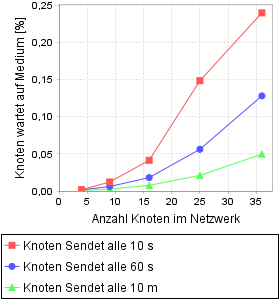 0,25
0,20
0,15
0,10
0,05
0,00
Knoten wartet auf Medium [%]
0 5 10 15 20 25 30 35
Anzahl Knoten im Netzwerk
Knoten Sendet alle 10 s
Knoten Sendet alle 60 s
Knoten Sendet alle 10 m